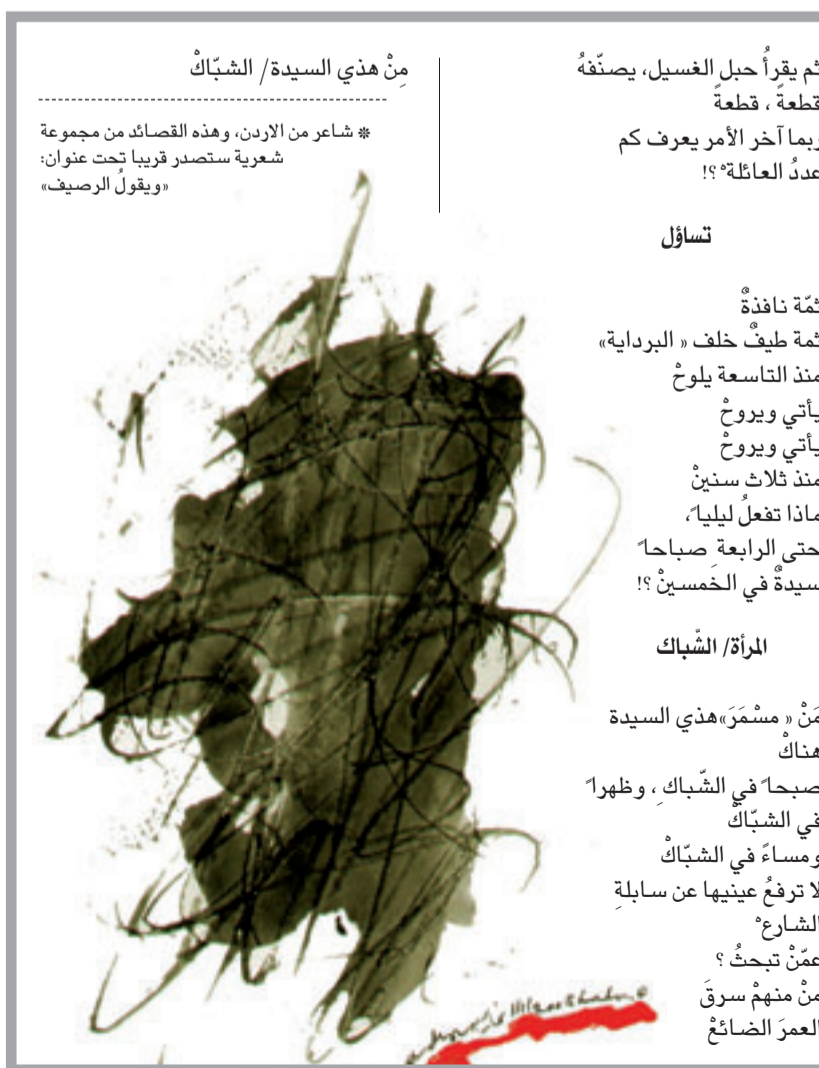 ثم يقرأُ حبل الغسيل، يصنّفهُ
قطعةً ، قطعةً
ربما آخر الأمر يعرف كم
عددُ العائلة ْ؟!
تساؤل
ثمّة نافذةٌ
ثمة طيفٌ خلف « البرداية»
منذ التاسعة يلوحْ
يأتي ويروحْ
يأتي ويروحْ
منذ ثلاث سنينْ
ماذا تفعلُ ليلياً،
حتى الرابعةِ صباحاً
سيدةٌ في الخمسينْ ؟!
المرأة/ الشّباك
مَنْ « مسْمَرَ»هذي السيدة
هناكْ
صبحاً في الشّباكِ ، وظهراً
في الشبّاكْ
ومساءً في الشبّاكْ
لا ترفعُ عينيها عن سابلةِ
الشارعْ
عمّنْ تبحثُ ؟
منْ منهمْ سرقَ
العمرَ الضائعْ
مِنْ هذي السيدة/ الشبّاكْ
* شاعر من الاردن، وهذه القصائد من مجموعة
شعرية ستصدر قريبا تحت عنوان:
«ويقولُ الرصيف»